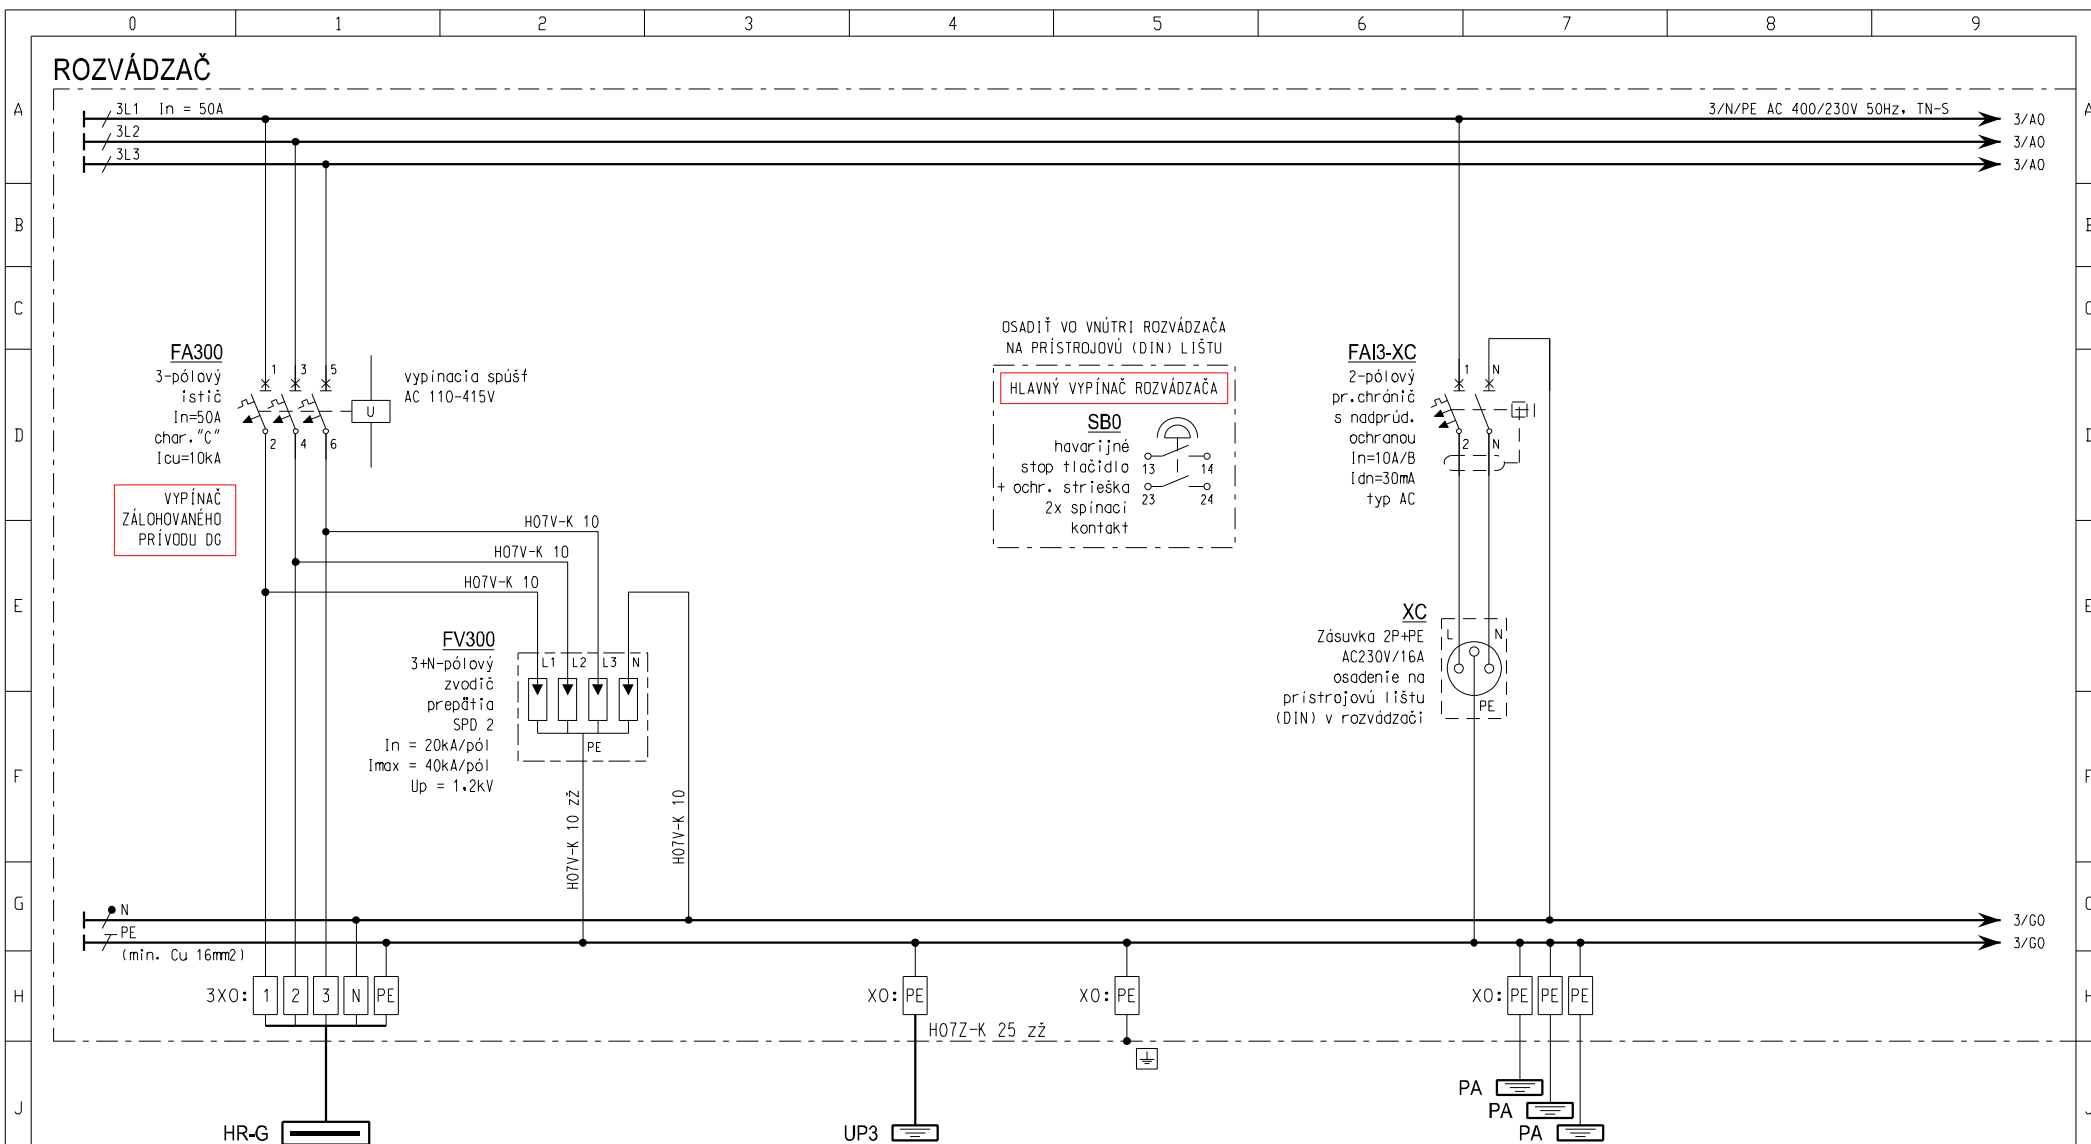 0 1 2 3 4 5 6 7 8 9
ROZVÁDZAČ
A
3L1 In = 50A
3/N/PE AC 400/230V 50Hz, TN-S
3/A0
3L2
3/A0
3L3
3/A0
B
C
D
E
F
G
H
J
FA300
3-pólový
istič
In=50A
char."C"
Icu=10kA
1 3 5
2 4 6
U
vypínacia spúšť
AC 110-415V
VYPÍNAČ
ZÁLOHOVANÉHO
PRÍVODU DG
H07V-K 10
H07V-K 10
H07V-K 10
FV300
3+N-pólový
zvodič
prepätia
SPD 2
In = 20kA/pól
Imax = 40kA/pól
Up = 1.2kV
L1 L2 L3 N
PE
H07V-K 10 zž
H07V-K 10
OSADIŤ VO VNÚTRI ROZVÁDZAČA
NA PRÍSTROJOVÚ (DIN) LIŠTU
HLAVNÝ VYPÍNAČ ROZVÁDZAČA
SB0
havarijné
stop tlačidlo
+ ochr. strieška
2x spínací
kontakt
13 14
23 24
FAI3-XC
2-pólový
pr.chránič
s nadprúd.
ochranou
In=10A/B
Idn=30mA
typ AC
1 N
2 N
XC
Zásuvka 2P+PE
AC230V/16A
osadenie na
prístrojovú lištu
(DIN) v rozvádzači
L N
PE
N
3/G0
PE
3/G0
(min. Cu 16mm2)
3X0: 1 2 3 N PE
X0: PE
X0: PE
X0: PE PE PE
H07Z-K 25 zž
HR-G
UP3
PA
PA
PA